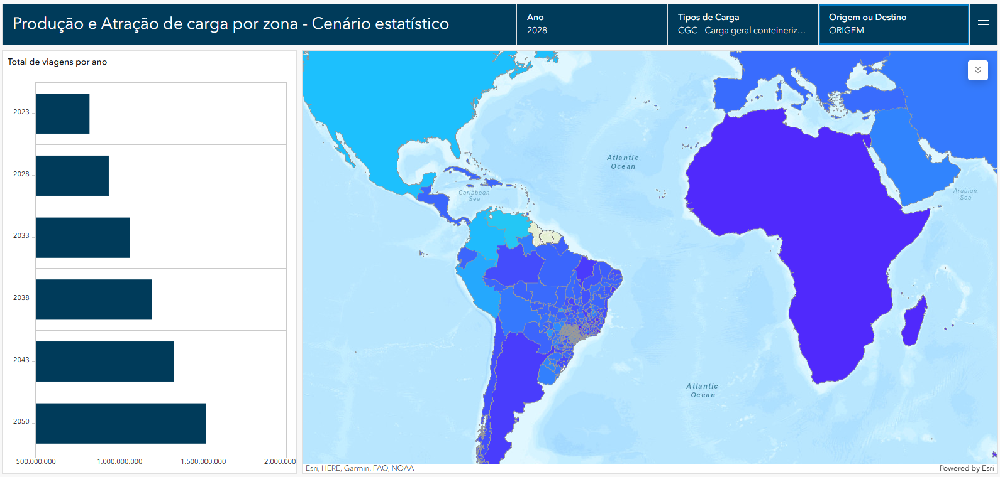 Produção e Atração de carga por zona - Cenário estatístico
Ano
2028
Tipos de Carga
CGC - Carga geral conteineriz...
Origem ou Destino
ORIGEM
Total de viagens por ano
2023
2028
2033
2038
2043
2050
500.000.000
1.000.000.000
1.500.000.000
2.000.000
Atlantic
Ocean
Caribbean
Sea
Arabian
Sea
Atlantic
Ocean
Esri, HERE, Garmin, FAO, NOAA
Powered by Esri